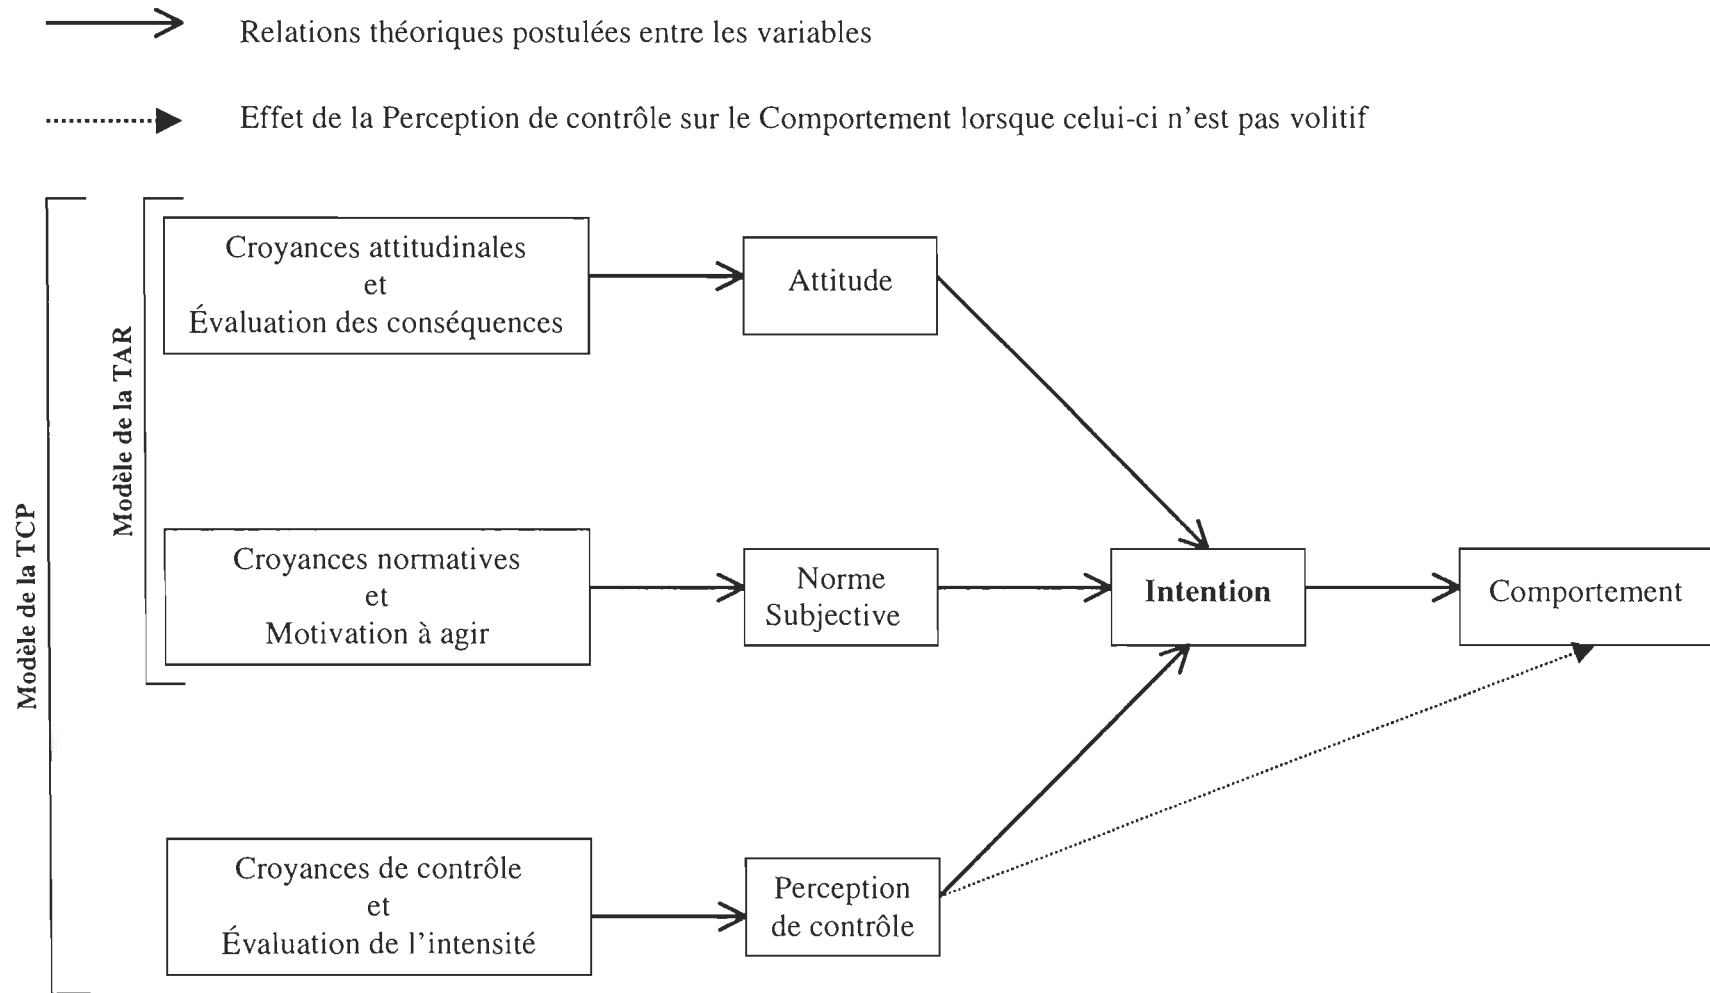 Relations théoriques postulées entre les variables
Effet de la Perception de contrôle sur le Comportement lorsque celui-ci n'est pas volitif
Modèle de la TCP
Modèle de la TAR
Croyances attitudinales
et
Évaluation des conséquences
Attitude
Croyances normatives
et
Motivation à agir
Norme
Subjective
Intention
Comportement
Croyances de contrôle
et
Évaluation de l'intensité
Perception
de contrôle